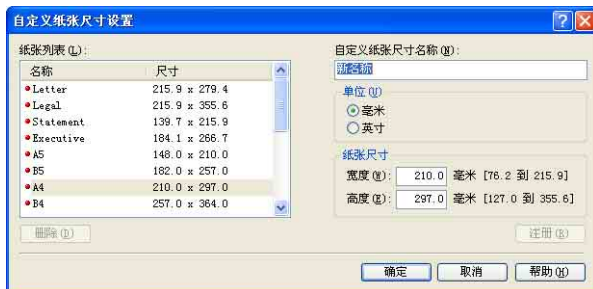 自定义纸张尺寸设置
纸张列表(L):
名称 尺寸
Letter 215.9 x 279.4
Legal 215.9 x 355.6
Statement 139.7 x 215.9
Executive 184.1 x 266.7
A5 148.0 x 210.0
B5 182.0 x 257.0
A4 210.0 x 297.0
B4 257.0 x 364.0
删除(D)
自定义纸张尺寸名称(N):
新名称
单位(U)
毫米
英寸
纸张尺寸
宽度(W): 210.0 毫米 [76.2 到 215.9]
高度(E): 297.0 毫米 [127.0 到 355.6]
注册(R)
确定 取消 帮助(H)